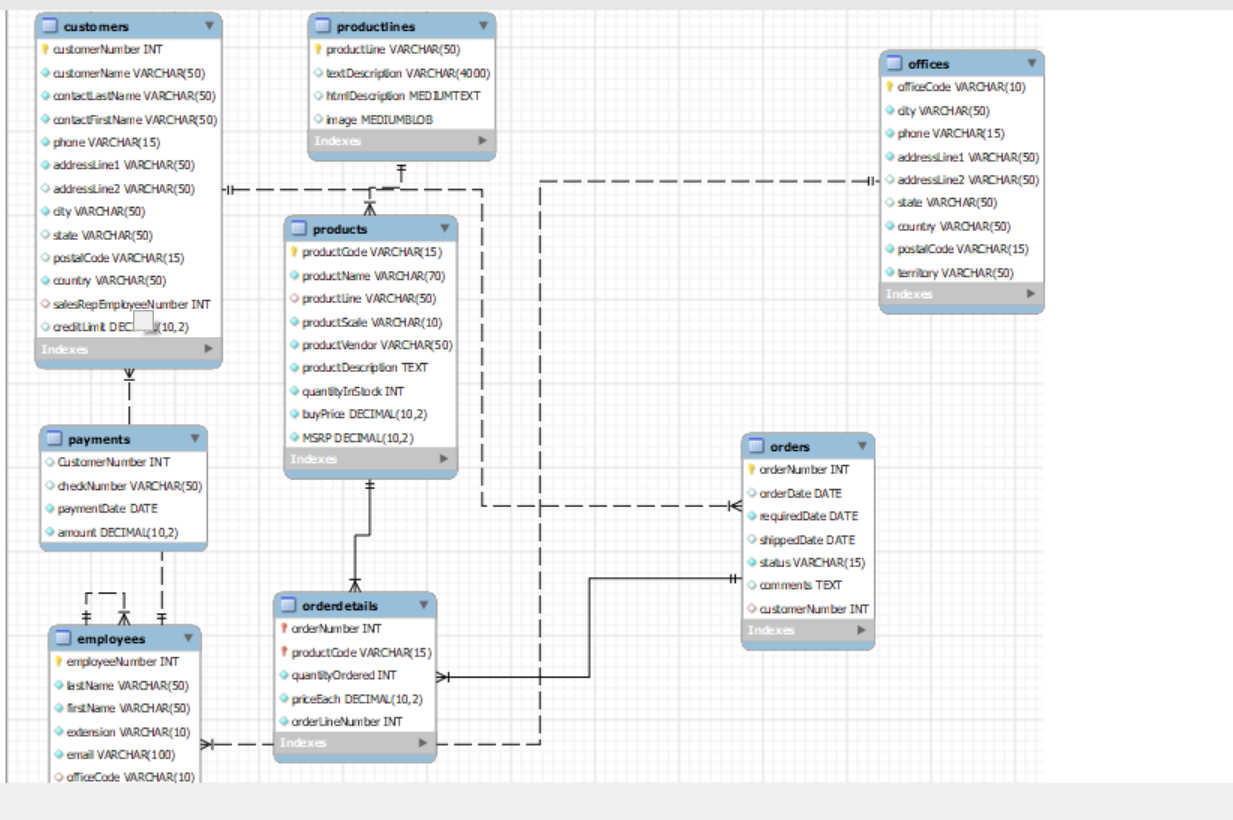 customers
customerNumber INT
customerName VARCHAR(50)
contactLastName VARCHAR(50)
contactFirstName VARCHAR(50)
phone VARCHAR(15)
addressLine1 VARCHAR(50)
addressLine2 VARCHAR(50)
city VARCHAR(50)
state VARCHAR(50)
postalCode VARCHAR(15)
country VARCHAR(50)
salesRepEmployeeNumber INT
creditLimit (10,2)
Indexes
productlines
productLine VARCHAR(50)
textDescription VARCHAR(4000)
htmlDescription MEDIUMTEXT
image MEDIUMBLOB
Indexes
offices
officeCode VARCHAR(10)
city VARCHAR(50)
phone VARCHAR(15)
addressLine1 VARCHAR(50)
addressLine2 VARCHAR(50)
state VARCHAR(50)
country VARCHAR(50)
postalCode VARCHAR(15)
territory VARCHAR(50)
Indexes
products
productCode VARCHAR(15)
productName VARCHAR(70)
productLine VARCHAR(50)
productScale VARCHAR(10)
productVendor VARCHAR(50)
productDescription TEXT
quantityInStock INT
buyPrice DECIMAL(10,2)
MSRP DECIMAL(10,2)
Indexes
payments
CustomerNumber INT
checkNumber VARCHAR(50)
paymentDate DATE
amount DECIMAL(10,2)
orders
orderNumber INT
orderDate DATE
requiredDate DATE
shippedDate DATE
status VARCHAR(15)
comments TEXT
customerNumber INT
Indexes
orderdetails
orderNumber INT
productCode VARCHAR(15)
quantityOrdered INT
priceEach DECIMAL(10,2)
orderLineNumber INT
Indexes
employees
employeeNumber INT
lastName VARCHAR(50)
firstName VARCHAR(50)
extension VARCHAR(10)
email VARCHAR(100)
officeCode VARCHAR(10)